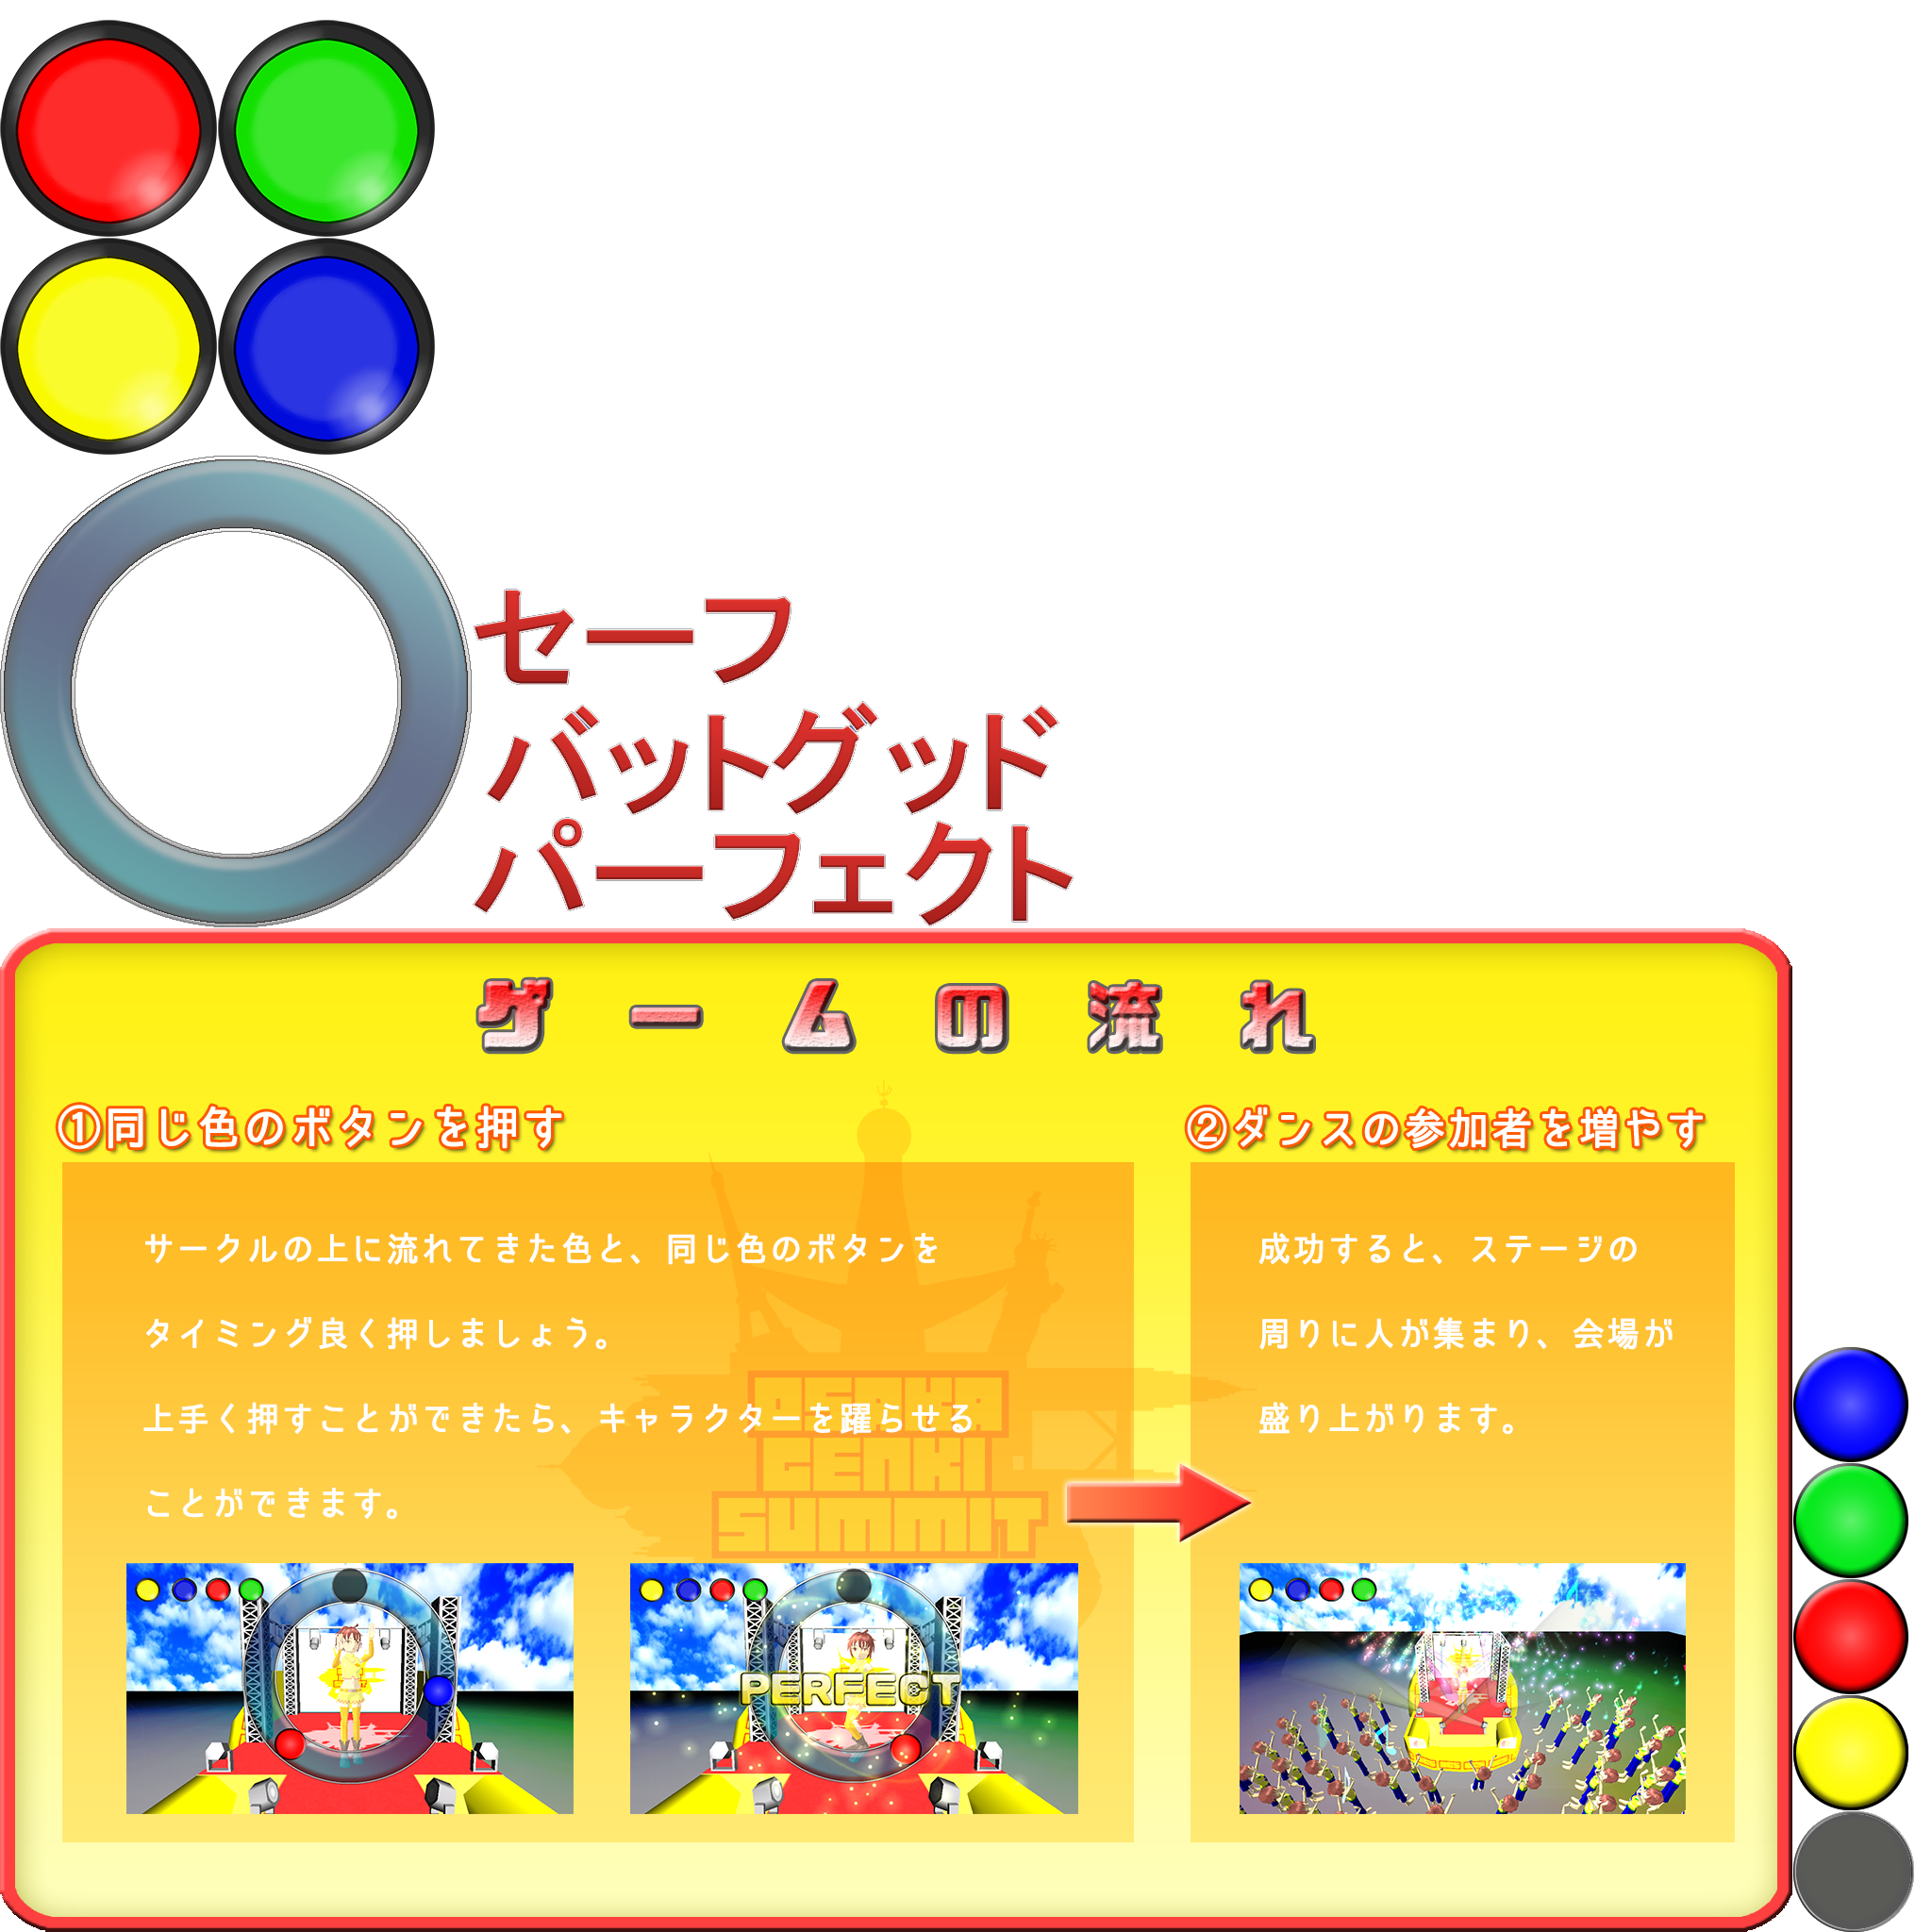 セーフ
バットグッド
パーフェクト
ゲームの流れ
①同じ色のボタンを押す
サークルの上に流れてきた色と、同じ色のボタンを
タイミング良く押しましょう。
上手く押すことができたら、キャラクターを躍らせる
ことができます。
OSAKA
GENKI
SUMMIT
PERFECT
②ダンスの参加者を増やす
成功すると、ステージの
周りに人が集まり、会場が
盛り上がります。